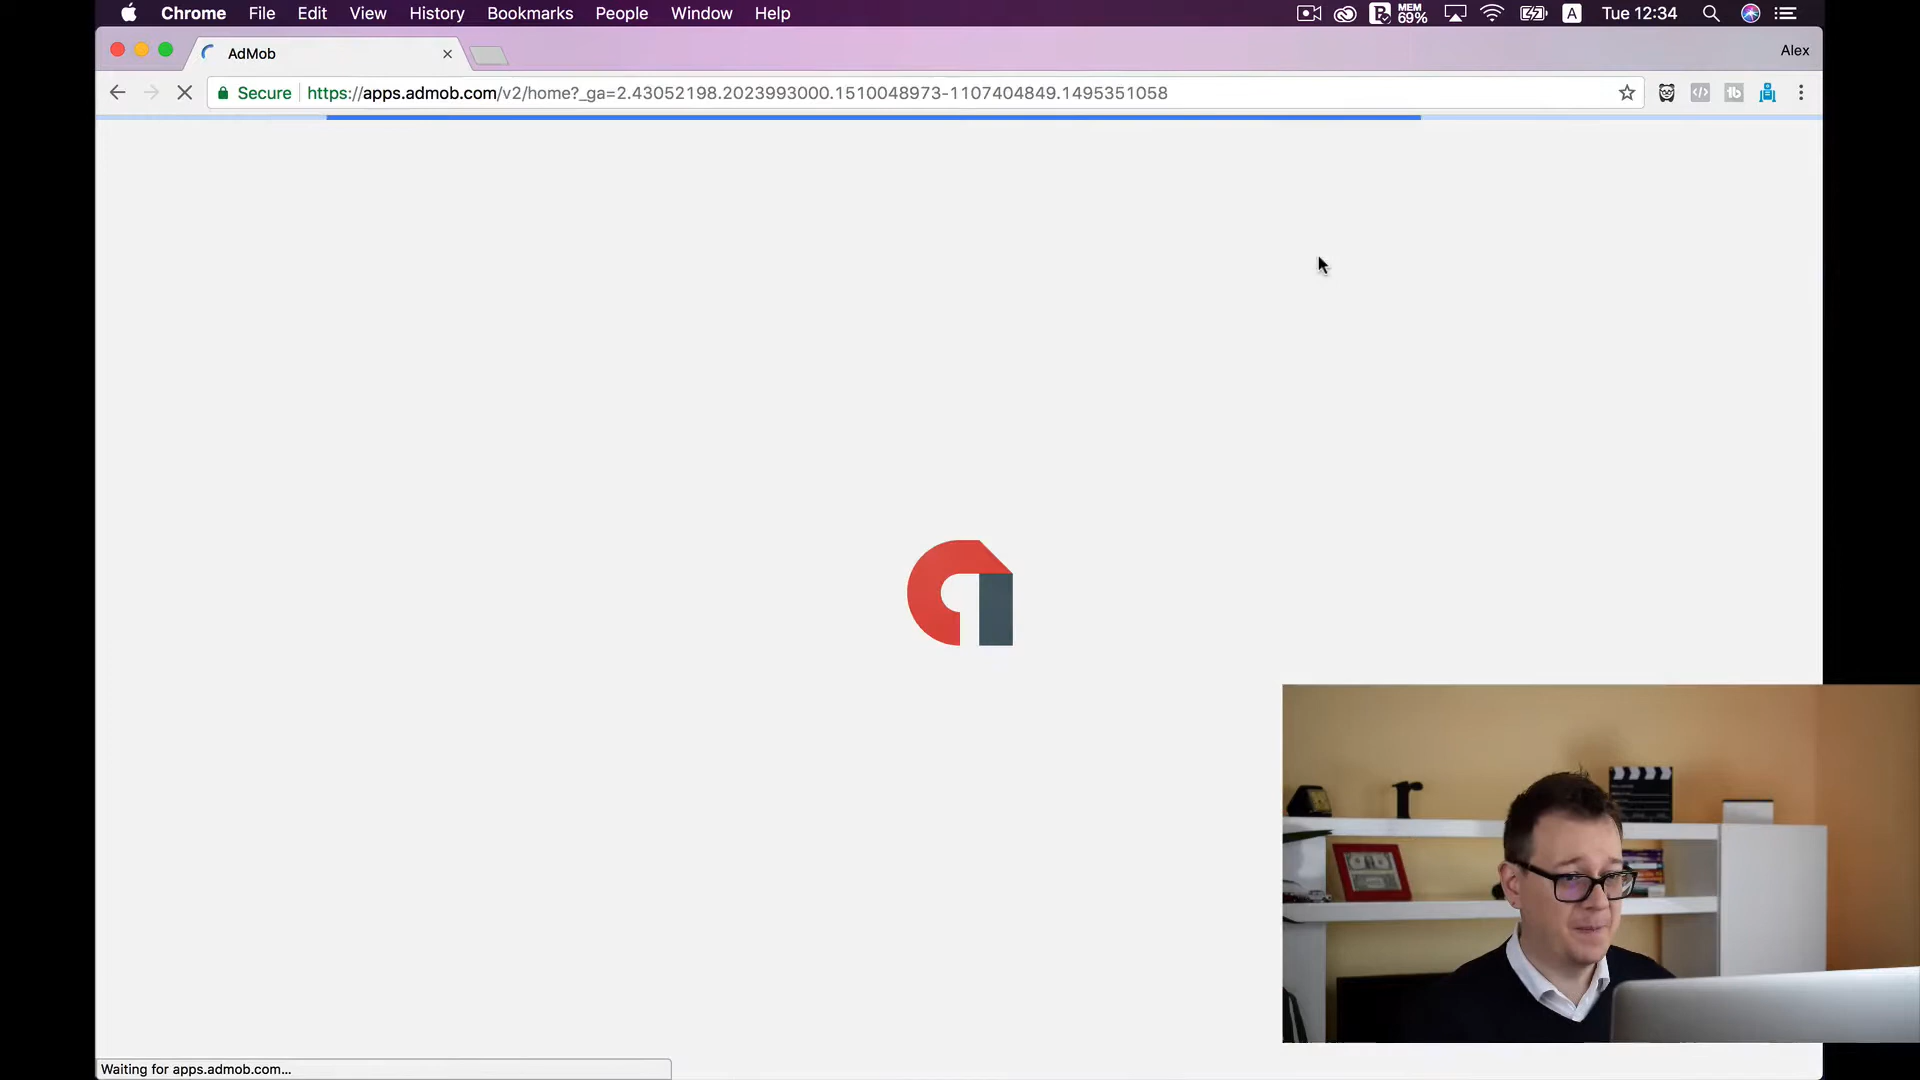 Chrome File Edit View History Bookmarks People Window Help MEM 69% A Tue 12:34
AdMob Alex
Secure https://apps.admob.com/v2/home?_ga=2.43052198.2023993000.1510048973-1107404849.1495351058
Waiting for apps.admob.com...